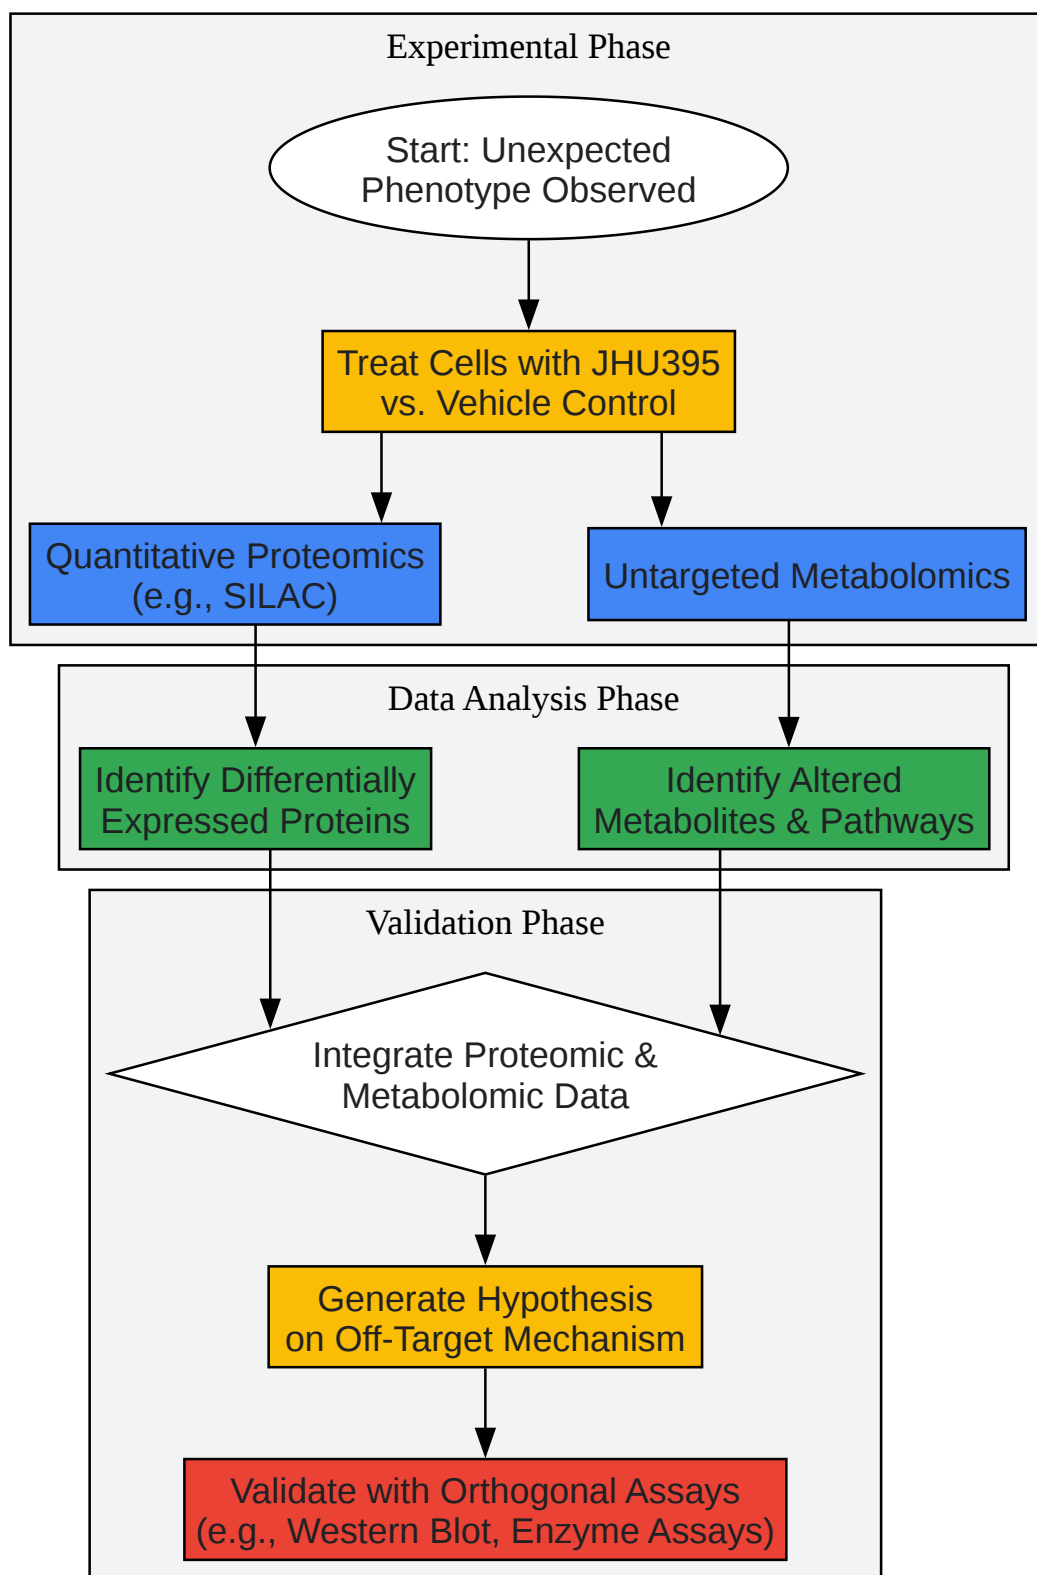 Experimental Phase
Start: Unexpected
Phenotype Observed
Treat Cells with JHU395
vs. Vehicle Control
Quantitative Proteomics
(e.g., SILAC)
Untargeted Metabolomics
Data Analysis Phase
Identify Differentially
Expressed Proteins
Identify Altered
Metabolites & Pathways
Validation Phase
Integrate Proteomic &
Metabolomic Data
Generate Hypothesis
on Off-Target Mechanism
Validate with Orthogonal Assays
(e.g., Western Blot, Enzyme Assays)